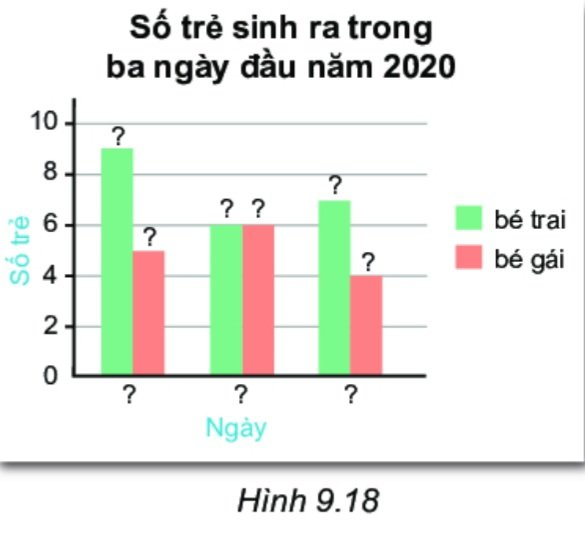 Số trẻ sinh ra trong
ba ngày đầu năm 2020
10
8
6
4
2
0
Số trẻ
?
?
? ?
?
?
? ? ?
Ngày
bé trai
bé gái
Hình 9.18